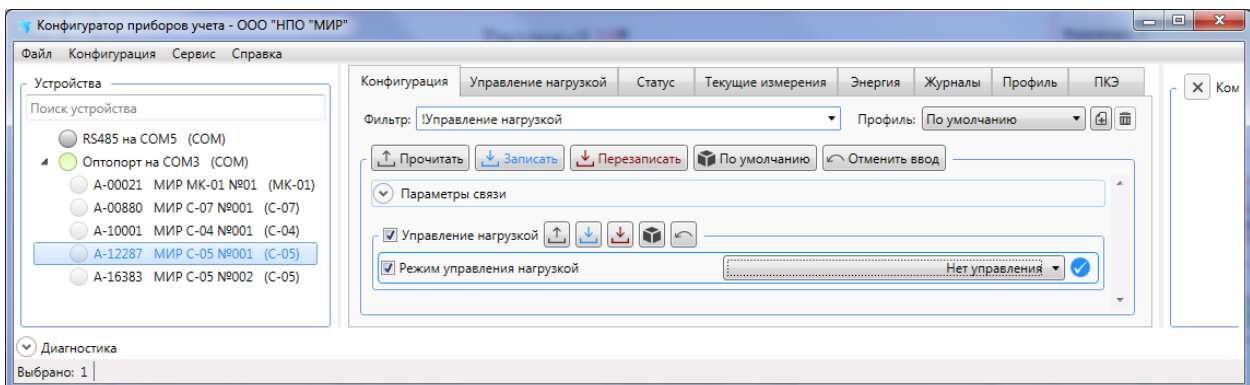 Конфигуратор приборов учета - ООО "НПО "МИР"
Файл Конфигурация Сервис Справка
Устройства
Поиск устройства
RS485 на COM5 (COM)
Оптопорт на COM3 (COM)
A-00021 МИР МК-01 №01 (МК-01)
A-00880 МИР С-07 №001 (С-07)
A-10001 МИР С-04 №001 (С-04)
A-12287 МИР С-05 №001 (С-05)
A-16383 МИР С-05 №002 (С-05)
Конфигурация Управление нагрузкой Статус Текущие измерения Энергия Журналы Профиль ПКЭ
Фильтр: !Управление нагрузкой Профиль: По умолчанию
Прочитать Записать Перезаписать По умолчанию Отменить ввод
Параметры связи
Управление нагрузкой
Режим управления нагрузкой Нет управления
Ком
Диагностика
Выбрано: 1